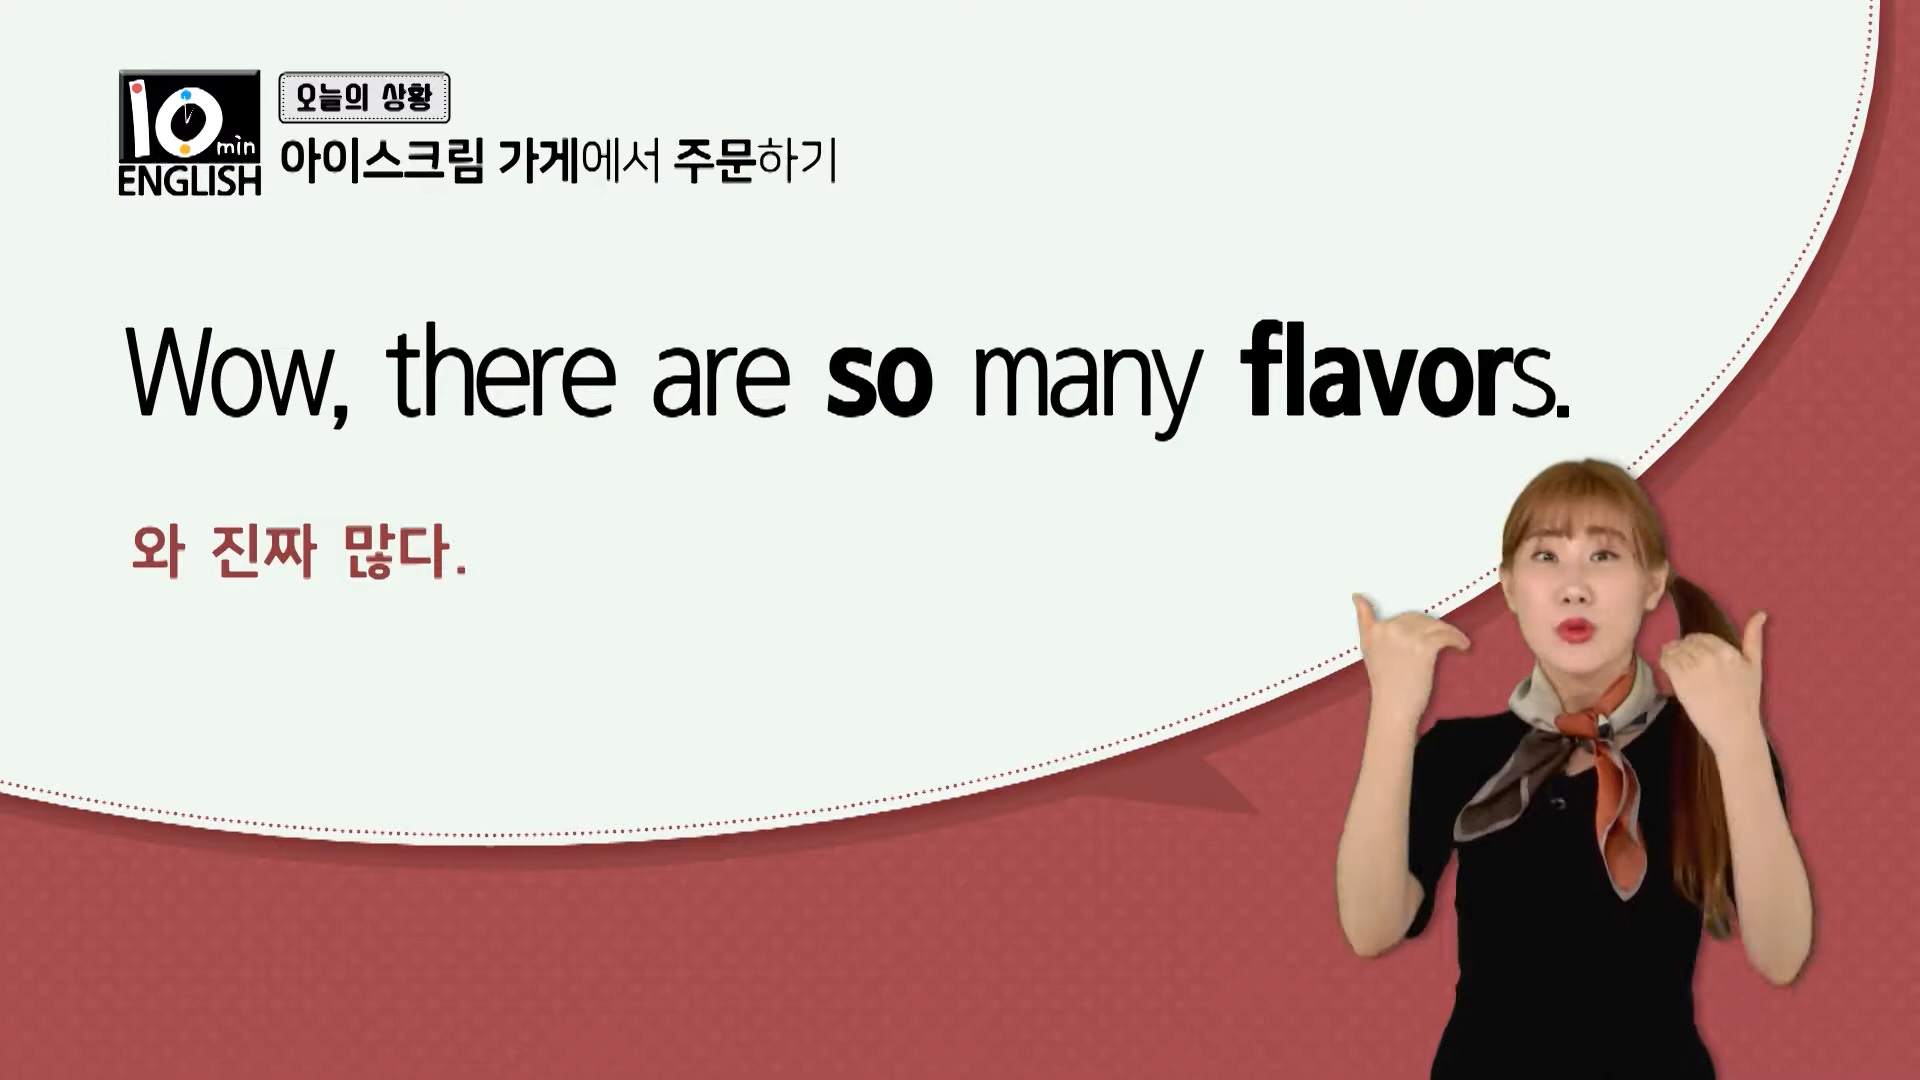 10 min
ENGLISH
오늘의 상황
아이스크림 가게에서 주문하기
Wow, there are so many flavors.
와 진짜 많다.